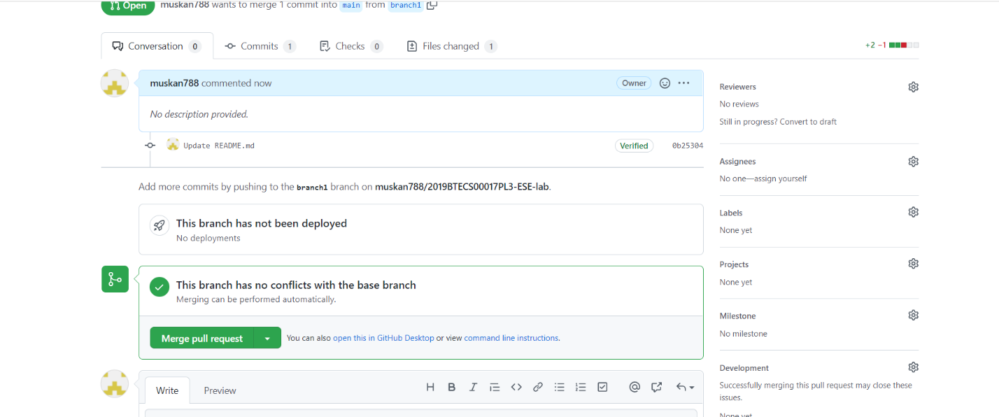 Open muskan788 wants to merge 1 commit into main from branch1
Conversation 0 Commits 1 Checks 0 Files changed 1 +2 −1
muskan788 commented now Owner
No description provided.
Update README.md Verified 0b25304
Add more commits by pushing to the branch1 branch on muskan788/2019BTECS00017PL3-ESE-lab.
This branch has not been deployed
No deployments
This branch has no conflicts with the base branch
Merging can be performed automatically.
Merge pull request You can also open this in GitHub Desktop or view command line instructions.
Write Preview
Reviewers
No reviews
Still in progress? Convert to draft
Assignees
No one—assign yourself
Labels
None yet
Projects
None yet
Milestone
No milestone
Development
Successfully merging this pull request may close these
issues.
None yet